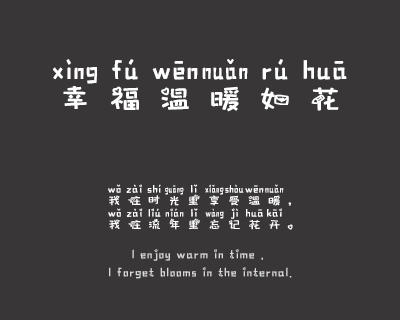 xìng fú wēnnuǎn rú huā
幸福温暖如花
wǒ zài shí guāng lǐ xiǎngshòu wēnnuǎn
我在时光里享受温暖，
wǒ zài liú nián lǐ wàng jì huā kāi
我在流年里忘记花开。
I enjoy warm in time ,
I forget blooms in the internal.